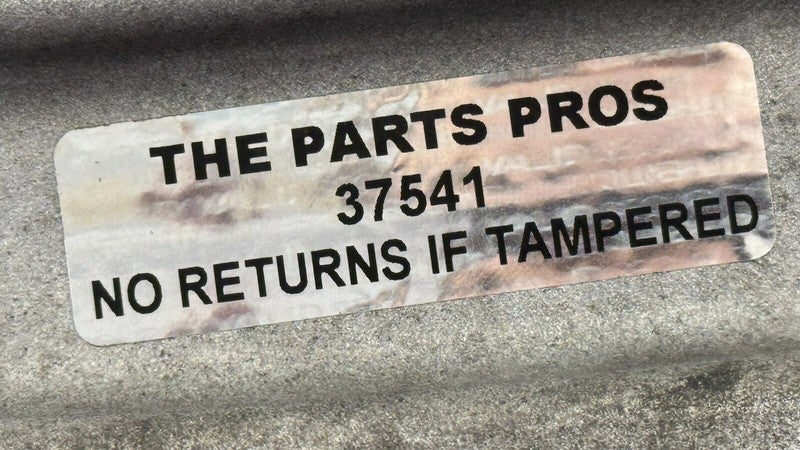 THE PARTS PROS
37541
NO RETURNS IF TAMPERED